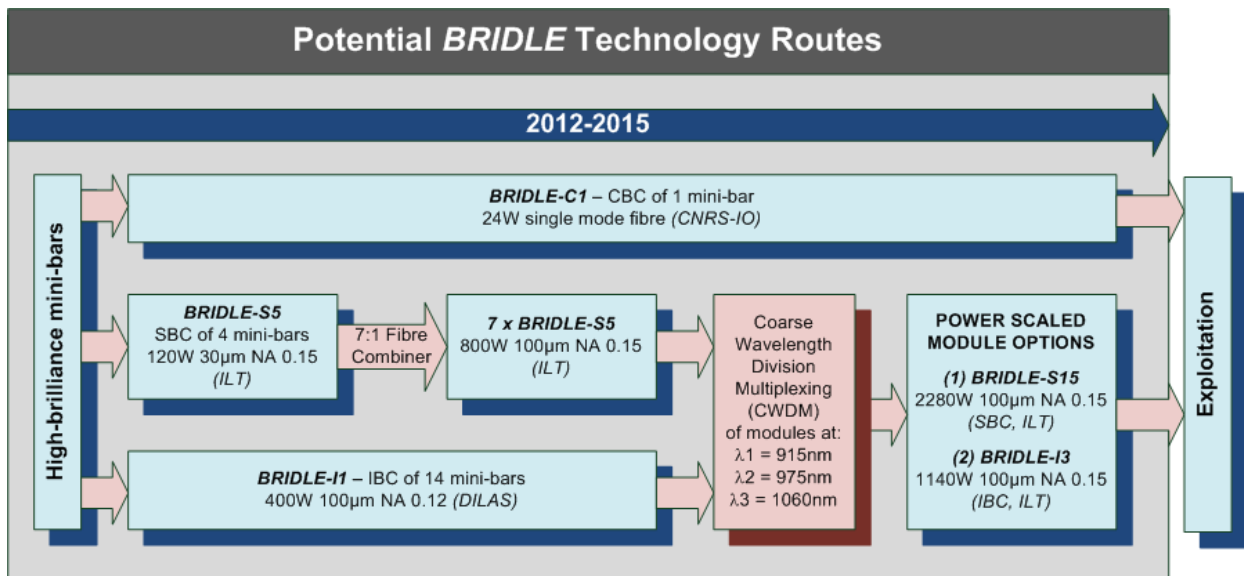 Potential BRIDLE Technology Routes
2012-2015
High-brilliance mini-bars
BRIDLE-C1 – CBC of 1 mini-bar
24W single mode fibre (CNRS-IO)
BRIDLE-S5
SBC of 4 mini-bars
120W 30µm NA 0.15
(ILT)
7:1 Fibre
Combiner
7 x BRIDLE-S5
800W 100µm NA 0.15
(ILT)
BRIDLE-I1 – IBC of 14 mini-bars
400W 100µm NA 0.12 (DILAS)
Coarse
Wavelength
Division
Multiplexing
(CWDM)
of modules at:
λ1 = 915nm
λ2 = 975nm
λ3 = 1060nm
POWER SCALED
MODULE OPTIONS
(1) BRIDLE-S15
2280W 100µm NA 0.15
(SBC, ILT)
(2) BRIDLE-I3
1140W 100µm NA 0.15
(IBC, ILT)
Exploitation